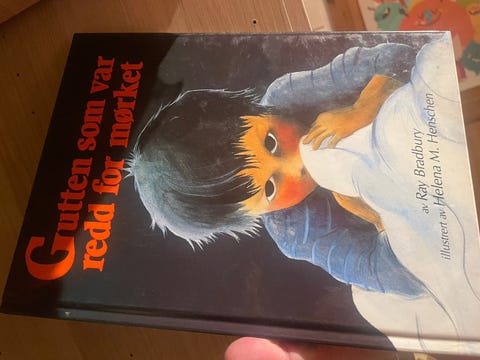 Gutten som var
redd for mørket
av Ray Bradbury
illustrert av Helena M. Henschen